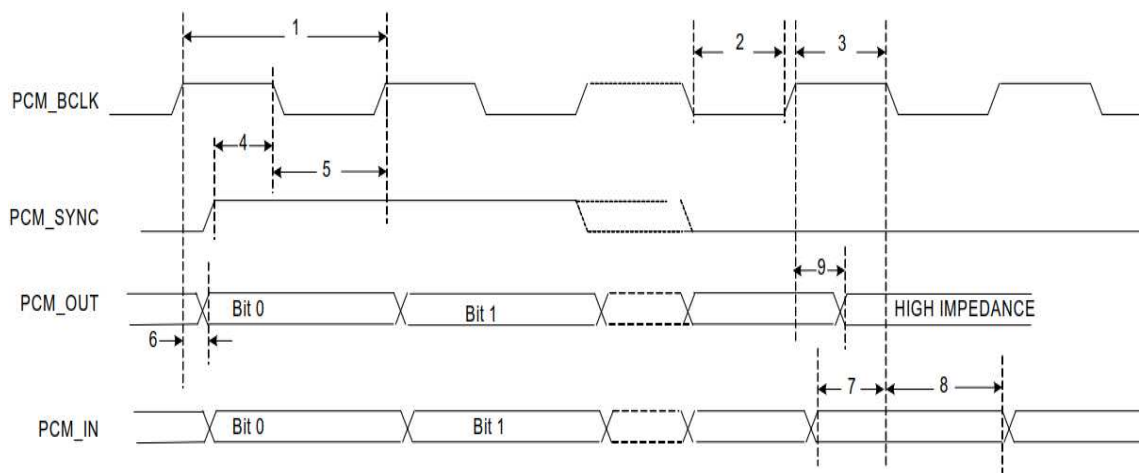 1
2
3
PCM_BCLK
4
5
PCM_SYNC
9
PCM_OUT
Bit 0
Bit 1
HIGH IMPEDANCE
6
7
8
PCM_IN
Bit 0
Bit 1